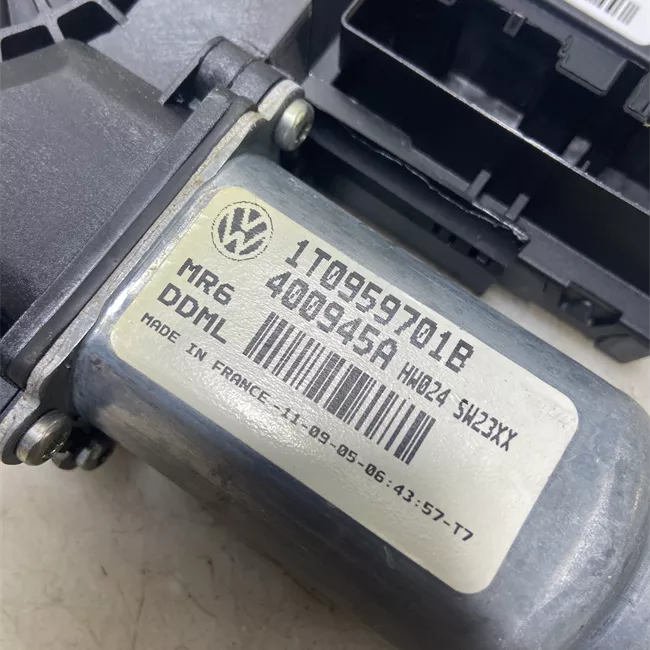 1T0959701B
MR6 400945A HW024 SW23XX
DDML
MADE IN FRANCE-11-09-05-06:43:57-T7